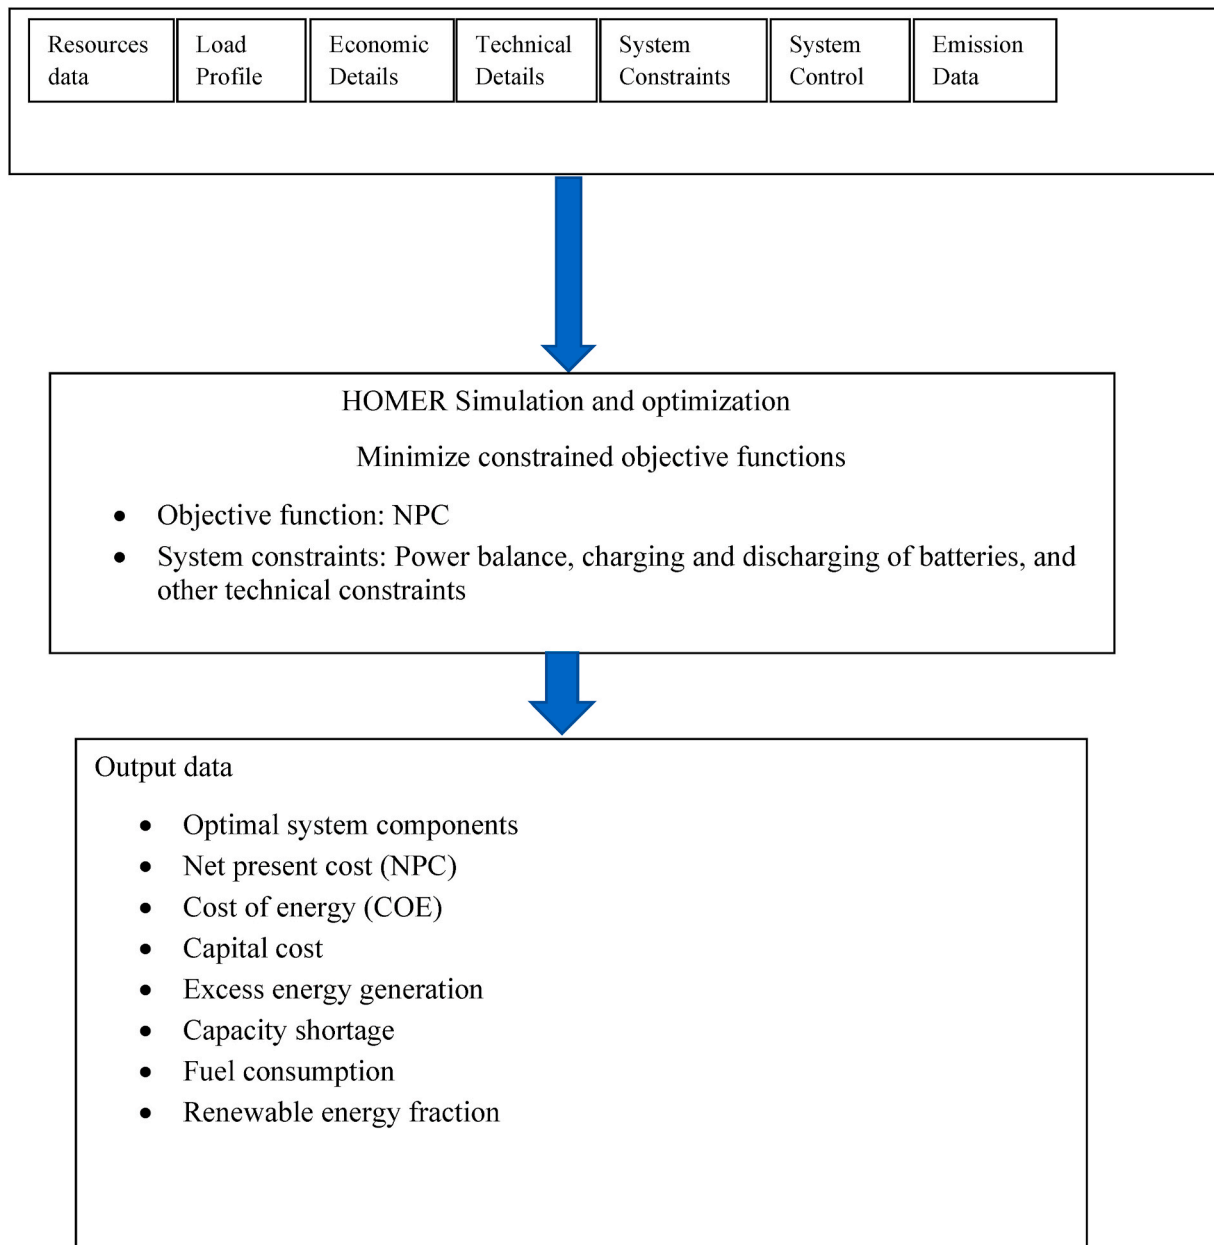 Resources data
Load Profile
Economic Details
Technical Details
System Constraints
System Control
Emission Data
HOMER Simulation and optimization
Minimize constrained objective functions
• Objective function: NPC
• System constraints: Power balance, charging and discharging of batteries, and
other technical constraints
Output data
• Optimal system components
• Net present cost (NPC)
• Cost of energy (COE)
• Capital cost
• Excess energy generation
• Capacity shortage
• Fuel consumption
• Renewable energy fraction